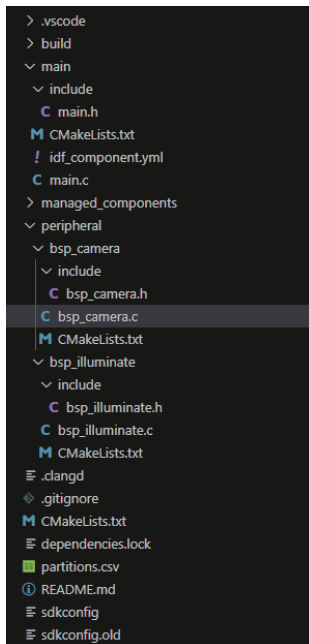 .vscode
build
main
include
C main.h
M CMakeLists.txt
! idf_component.yml
C main.c
managed_components
peripheral
bsp_camera
include
C bsp_camera.h
C bsp_camera.c
M CMakeLists.txt
bsp_illuminate
include
C bsp_illuminate.h
C bsp_illuminate.c
M CMakeLists.txt
.clangd
.gitignore
M CMakeLists.txt
dependencies.lock
partitions.csv
README.md
sdkconfig
sdkconfig.old